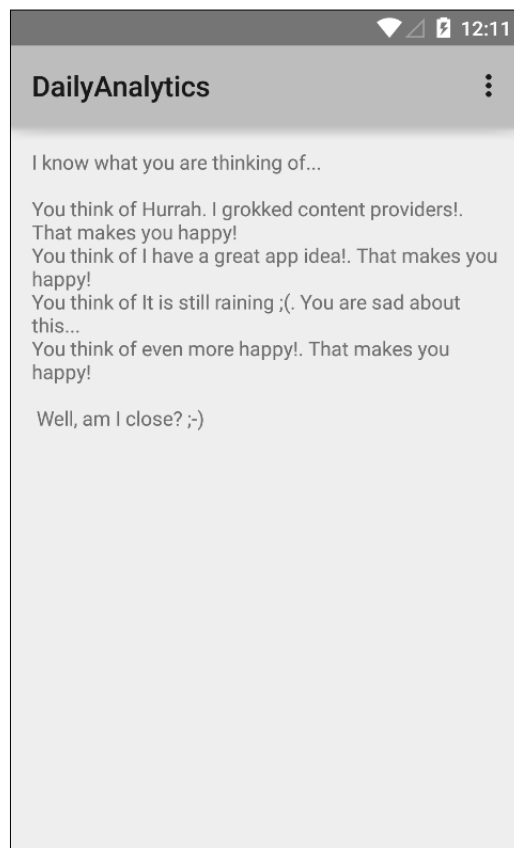 12:11
DailyAnalytics
I know what you are thinking of...
You think of Hurrah. I grokked content providers!.
That makes you happy!
You think of I have a great app idea!. That makes you
happy!
You think of It is still raining ;(. You are sad about
this...
You think of even more happy!. That makes you
happy!
Well, am I close? ;-)